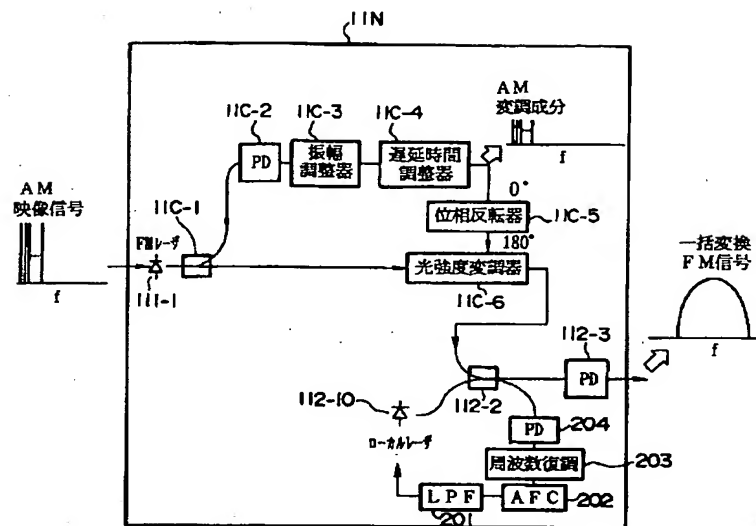 11N
AM
変調成分
f
11C-2
11C-3
11C-4
PD
振幅
調整器
遅延時間
調整器
0°
位相反転器
11C-5
180°
AM
映像信号
f
11C-1
FMレーザ
111-1
光強度変調器
11C-6
一括変換
FM信号
f
112-3
PD
112-10
ローカルレーザ
112-2
PD
204
周波数復調
203
LPF
201
AFC
202